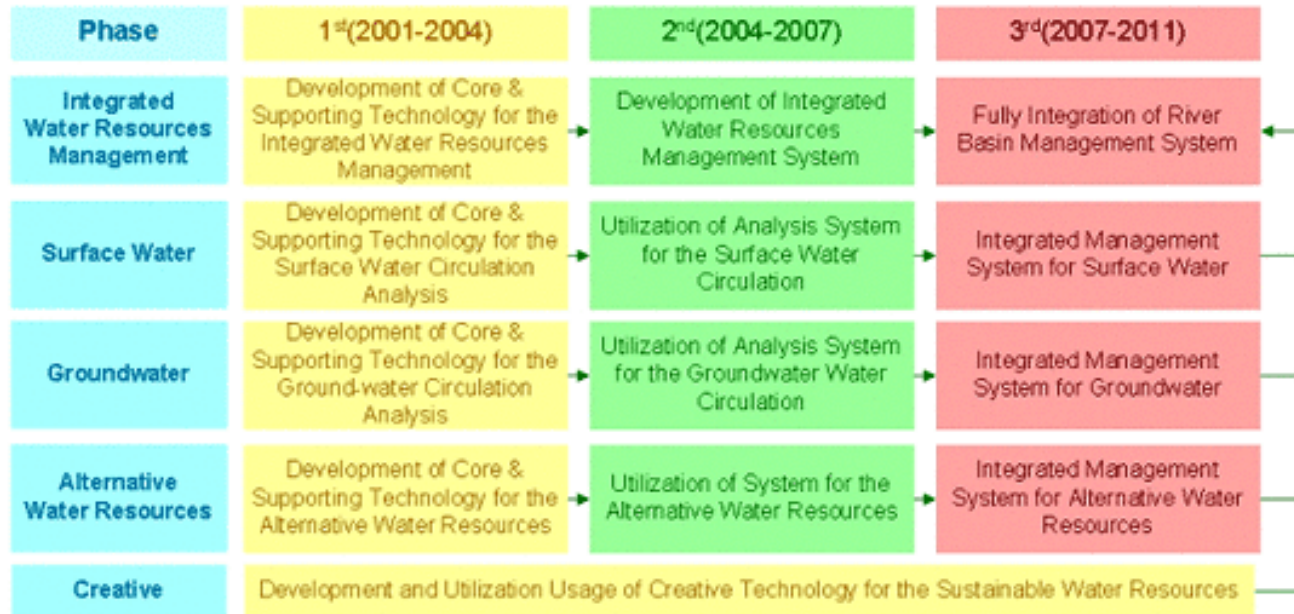 Phase
1st(2001-2004)
2nd(2004-2007)
3rd(2007-2011)
Integrated
Water Resources
Management
Development of Core &
Supporting Technology for the
Integrated Water Resources
Management
Development of Integrated
Water Resources
Management System
Fully Integration of River
Basin Management System
Surface Water
Development of Core &
Supporting Technology for the
Surface Water Circulation
Analysis
Utilization of Analysis System
for the Surface Water
Circulation
Integrated Management
System for Surface Water
Groundwater
Development of Core &
Supporting Technology for the
Ground-water Circulation
Analysis
Utilization of Analysis System
for the Groundwater Water
Circulation
Integrated Management
System for Groundwater
Alternative
Water Resources
Development of Core &
Supporting Technology for the
Alternative Water Resources
Utilization of System for the
Alternative Water Resources
Integrated Management
System for Alternative Water
Resources
Creative
Development and Utilization Usage of Creative Technology for the Sustainable Water Resources